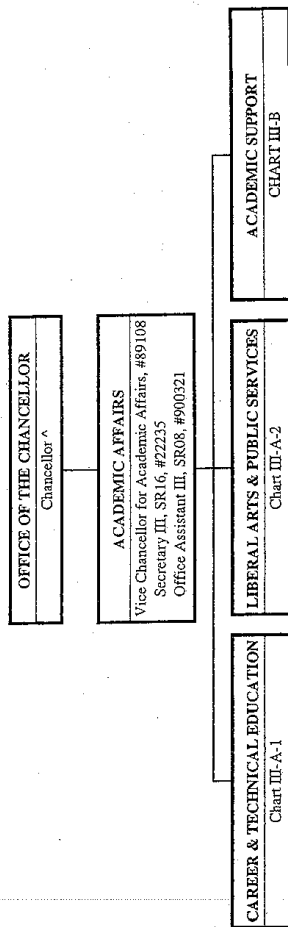 OFFICE OF THE CHANCELLOR
Chancellor ^
ACADEMIC AFFAIRS
Vice Chancellor for Academic Affairs, #89108
Secretary III, SR16, #22235
Office Assistant III, SR08, #900321
CAREER & TECHNICAL EDUCATION
Chart III-A-1
LIBERAL ARTS & PUBLIC SERVICES
Chart III-A-2
ACADEMIC SUPPORT
CHART III-B